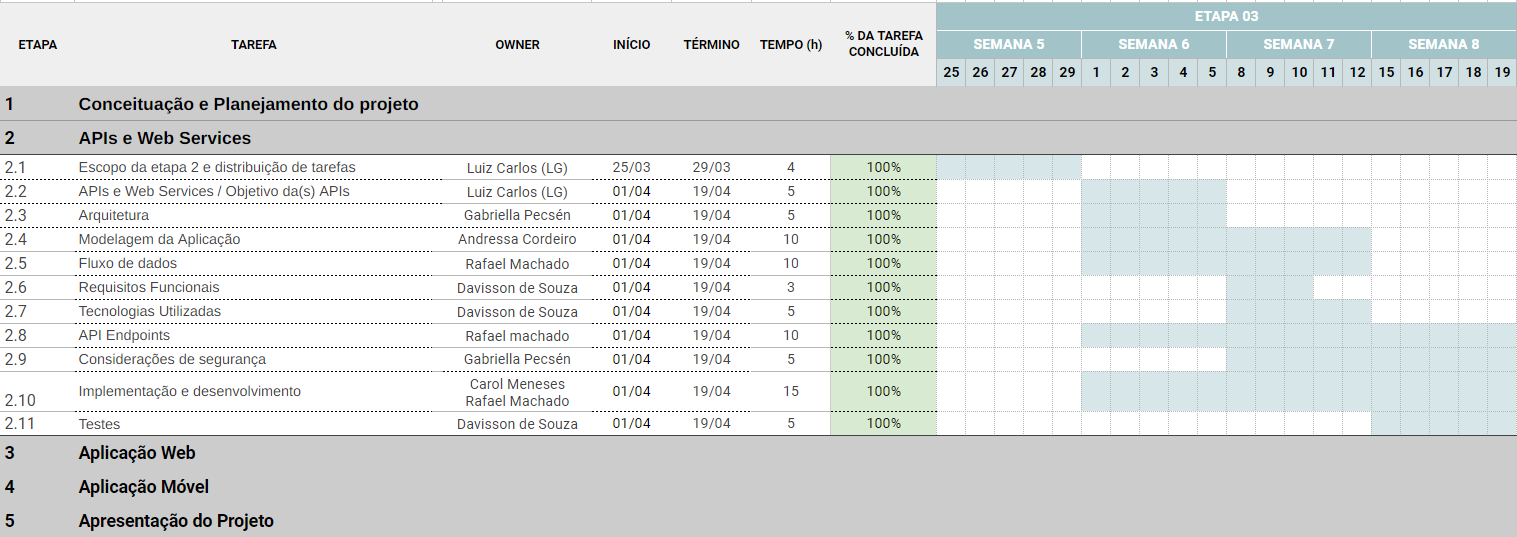 ETAPA 03
ETAPA TAREFA OWNER INÍCIO TÉRMINO TEMPO (h) % DA TAREFA CONCLUÍDA SEMANA 5 SEMANA 6 SEMANA 7 SEMANA 8
25 26 27 28 29 1 2 3 4 5 8 9 10 11 12 15 16 17 18 19
1 Conceituação e Planejamento do projeto
2 APIs e Web Services
2.1 Escopo da etapa 2 e distribuição de tarefas Luiz Carlos (LG) 25/03 29/03 4 100%
2.2 APIs e Web Services / Objetivo da(s) APIs Luiz Carlos (LG) 01/04 19/04 5 100%
2.3 Arquitetura Gabriella Pecsén 01/04 19/04 5 100%
2.4 Modelagem da Aplicação Andressa Cordeiro 01/04 19/04 10 100%
2.5 Fluxo de dados Rafael Machado 01/04 19/04 10 100%
2.6 Requisitos Funcionais Davisson de Souza 01/04 19/04 3 100%
2.7 Tecnologias Utilizadas Davisson de Souza 01/04 19/04 5 100%
2.8 API Endpoints Rafael machado 01/04 19/04 10 100%
2.9 Considerações de segurança Gabriella Pecsén 01/04 19/04 5 100%
2.10 Implementação e desenvolvimento Carol Meneses Rafael Machado 01/04 19/04 15 100%
2.11 Testes Davisson de Souza 01/04 19/04 5 100%
3 Aplicação Web
4 Aplicação Móvel
5 Apresentação do Projeto